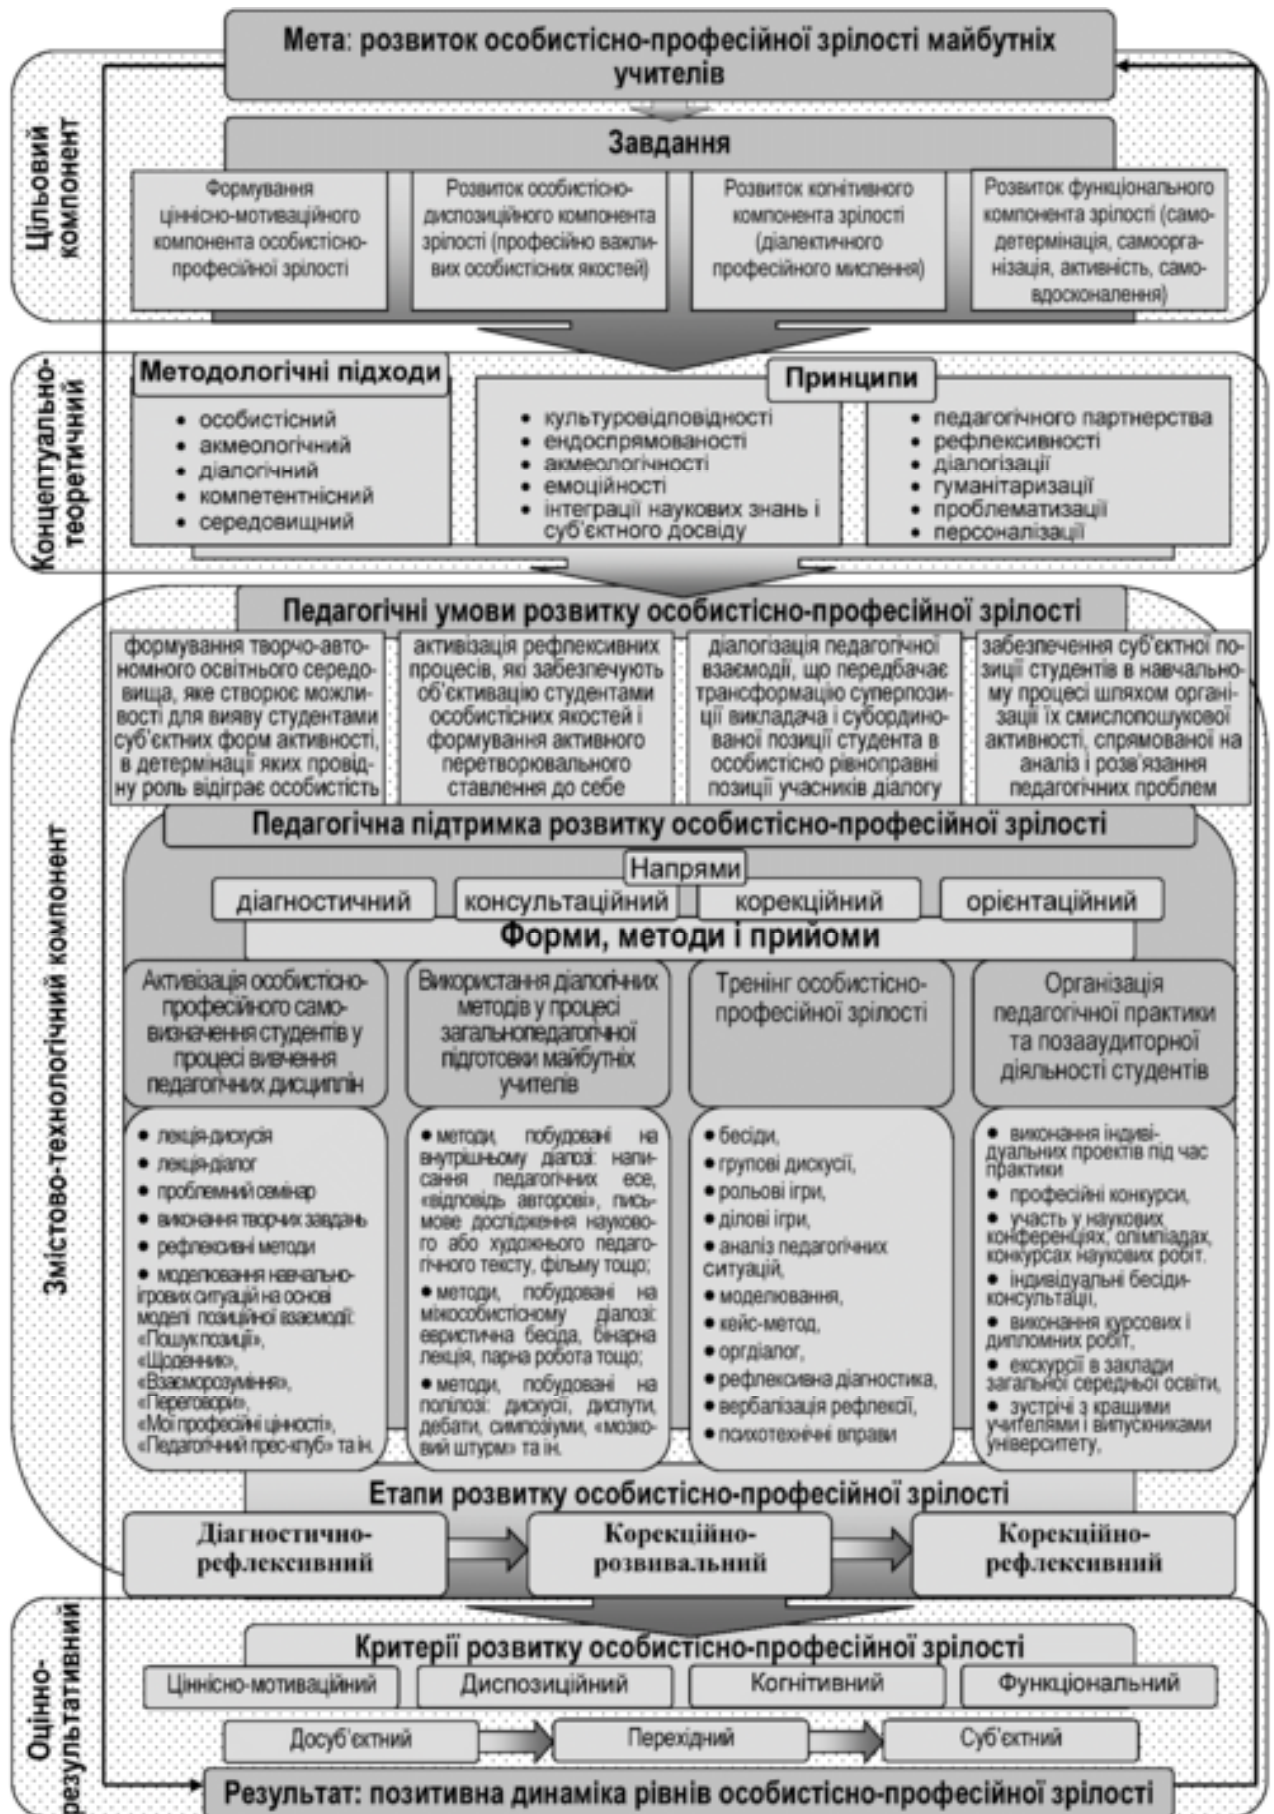 Мета: розвиток особистісно-професійної зрілості майбутніх
учителів
Цільовий
компонент
Завдання
Формування
ціннісно-мотиваційного
компонента особистісно-
професійної зрілості
Розвиток особистісно-
диспозиційного компонента
зрілості (професійно важли-
вих особистісних якостей)
Розвиток когнітивного
компонента зрілості
(діалектичного
професійного мислення)
Розвиток функціонального
компонента зрілості (само-
детермінація, самоорга-
нізація, активність, само-
вдосконалення)
Концептуально-
теоретичний
Методологічні підходи
• особистісний
• акмеологічний
• діалогічний
• компетентнісний
• середовищний
Принципи
• культуровідповідності
• ендоспрямованості
• акмеологічності
• емоційності
• інтеграції наукових знань і
суб’єктного досвіду
• педагогічного партнерства
• рефлексивності
• діалогізації
• гуманітаризації
• проблематизації
• персоналізації
Змістово-технологічний компонент
Педагогічні умови розвитку особистісно-професійної зрілості
формування творчо-авто-
номного освітнього середо-
вища, яке створює можли-
вості для вияву студентами
суб’єктних форм активності,
в детермінації яких провід-
ну роль відіграє особистість
активізація рефлексивних
процесів, які забезпечують
об’єктивацію студентами
особистісних якостей і
формування активного
перетворювального
ставлення до себе
діалогізація педагогічної
взаємодії, що передбачає
трансформацію суперпози-
ції викладача і субордино-
ваної позиції студента в
особистісно рівноправні
позиції учасників діалогу
забезпечення суб’єктної по-
зиції студентів в навчально-
му процесі шляхом органі-
зації їх смислопошукової
активності, спрямованої на
аналіз і розв’язання
педагогічних проблем
Педагогічна підтримка розвитку особистісно-професійної зрілості
Напрями
діагностичний
консультаційний
корекційний
орієнтаційний
Форми, методи і прийоми
Активізація особистісно-
професійного само-
визначення студентів у
процесі вивчення
педагогічних дисциплін
Використання діалогічних
методів у процесі
загальнопедагогічної
підготовки майбутніх
учителів
Тренінг особистісно-
професійної зрілості
Організація
педагогічної практики
та позааудиторної
діяльності студентів
• лекція-дискусія
• лекція-діалог
• проблемний семінар
• виконання творчих завдань
• рефлексивні методи
• моделювання навчально-
ігрових ситуацій на основі
моделі позиційної взаємодії:
«Пошук позиції»,
«Щоденник»,
«Взаєморозуміння»,
«Переговори»,
«Мої професійні цінності»,
«Педагогічний прес-клуб» та ін.
• методи, побудовані на
внутрішньому діалозі: напи-
сання педагогічних есе,
«відповідь авторові», пись-
мове дослідження науково-
го або художнього педаго-
гічного тексту, фільму тощо;
• методи, побудовані на
міжособистісному діалозі:
евристична бесіда, бінарна
лекція, парна робота тощо;
• методи, побудовані на
полілозі: дискусії, диспути,
дебати, симпозіуми, «мозко-
вий штурм» та ін.
• бесіди,
• групові дискусії,
• рольові ігри,
• ділові ігри,
• аналіз педагогічних
ситуацій,
• моделювання,
• кейс-метод,
• оргдіалог,
• рефлексивна діагностика,
• вербалізація рефлексії,
• психотехнічні вправи
• виконання індиві-
дуальних проектів під час
практики
• професійні конкурси,
• участь у наукових
конференціях, олімпіадах,
конкурсах наукових робіт.
• індивідуальні бесіди-
консультації,
• виконання курсових і
дипломних робіт,
• екскурсії в заклади
загальної середньої освіти,
• зустрічі з кращими
учителями і випускниками
університету,
Етапи розвитку особистісно-професійної зрілості
Діагностично-
рефлексивний
Корекційно-
розвивальний
Корекційно-
рефлексивний
Оцінно-
результативний
Критерії розвитку особистісно-професійної зрілості
Ціннісно-мотиваційний
Диспозиційний
Когнітивний
Функціональний
Досуб’єктний
Перехідний
Суб’єктний
Результат: позитивна динаміка рівнів особистісно-професійної зрілості